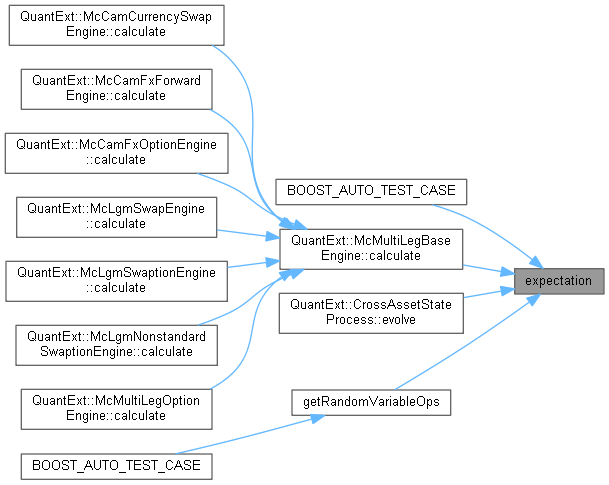 QuantExt::McCamCurrencySwap
Engine::calculate
QuantExt::McCamFxForward
Engine::calculate
QuantExt::McCamFxOptionEngine
::calculate
QuantExt::McLgmSwapEngine
::calculate
QuantExt::McLgmSwaptionEngine
::calculate
QuantExt::McLgmNonstandard
SwaptionEngine::calculate
QuantExt::McMultiLegOption
Engine::calculate
BOOST_AUTO_TEST_CASE
BOOST_AUTO_TEST_CASE
QuantExt::McMultiLegBase
Engine::calculate
QuantExt::CrossAssetState
Process::evolve
getRandomVariableOps
expectation